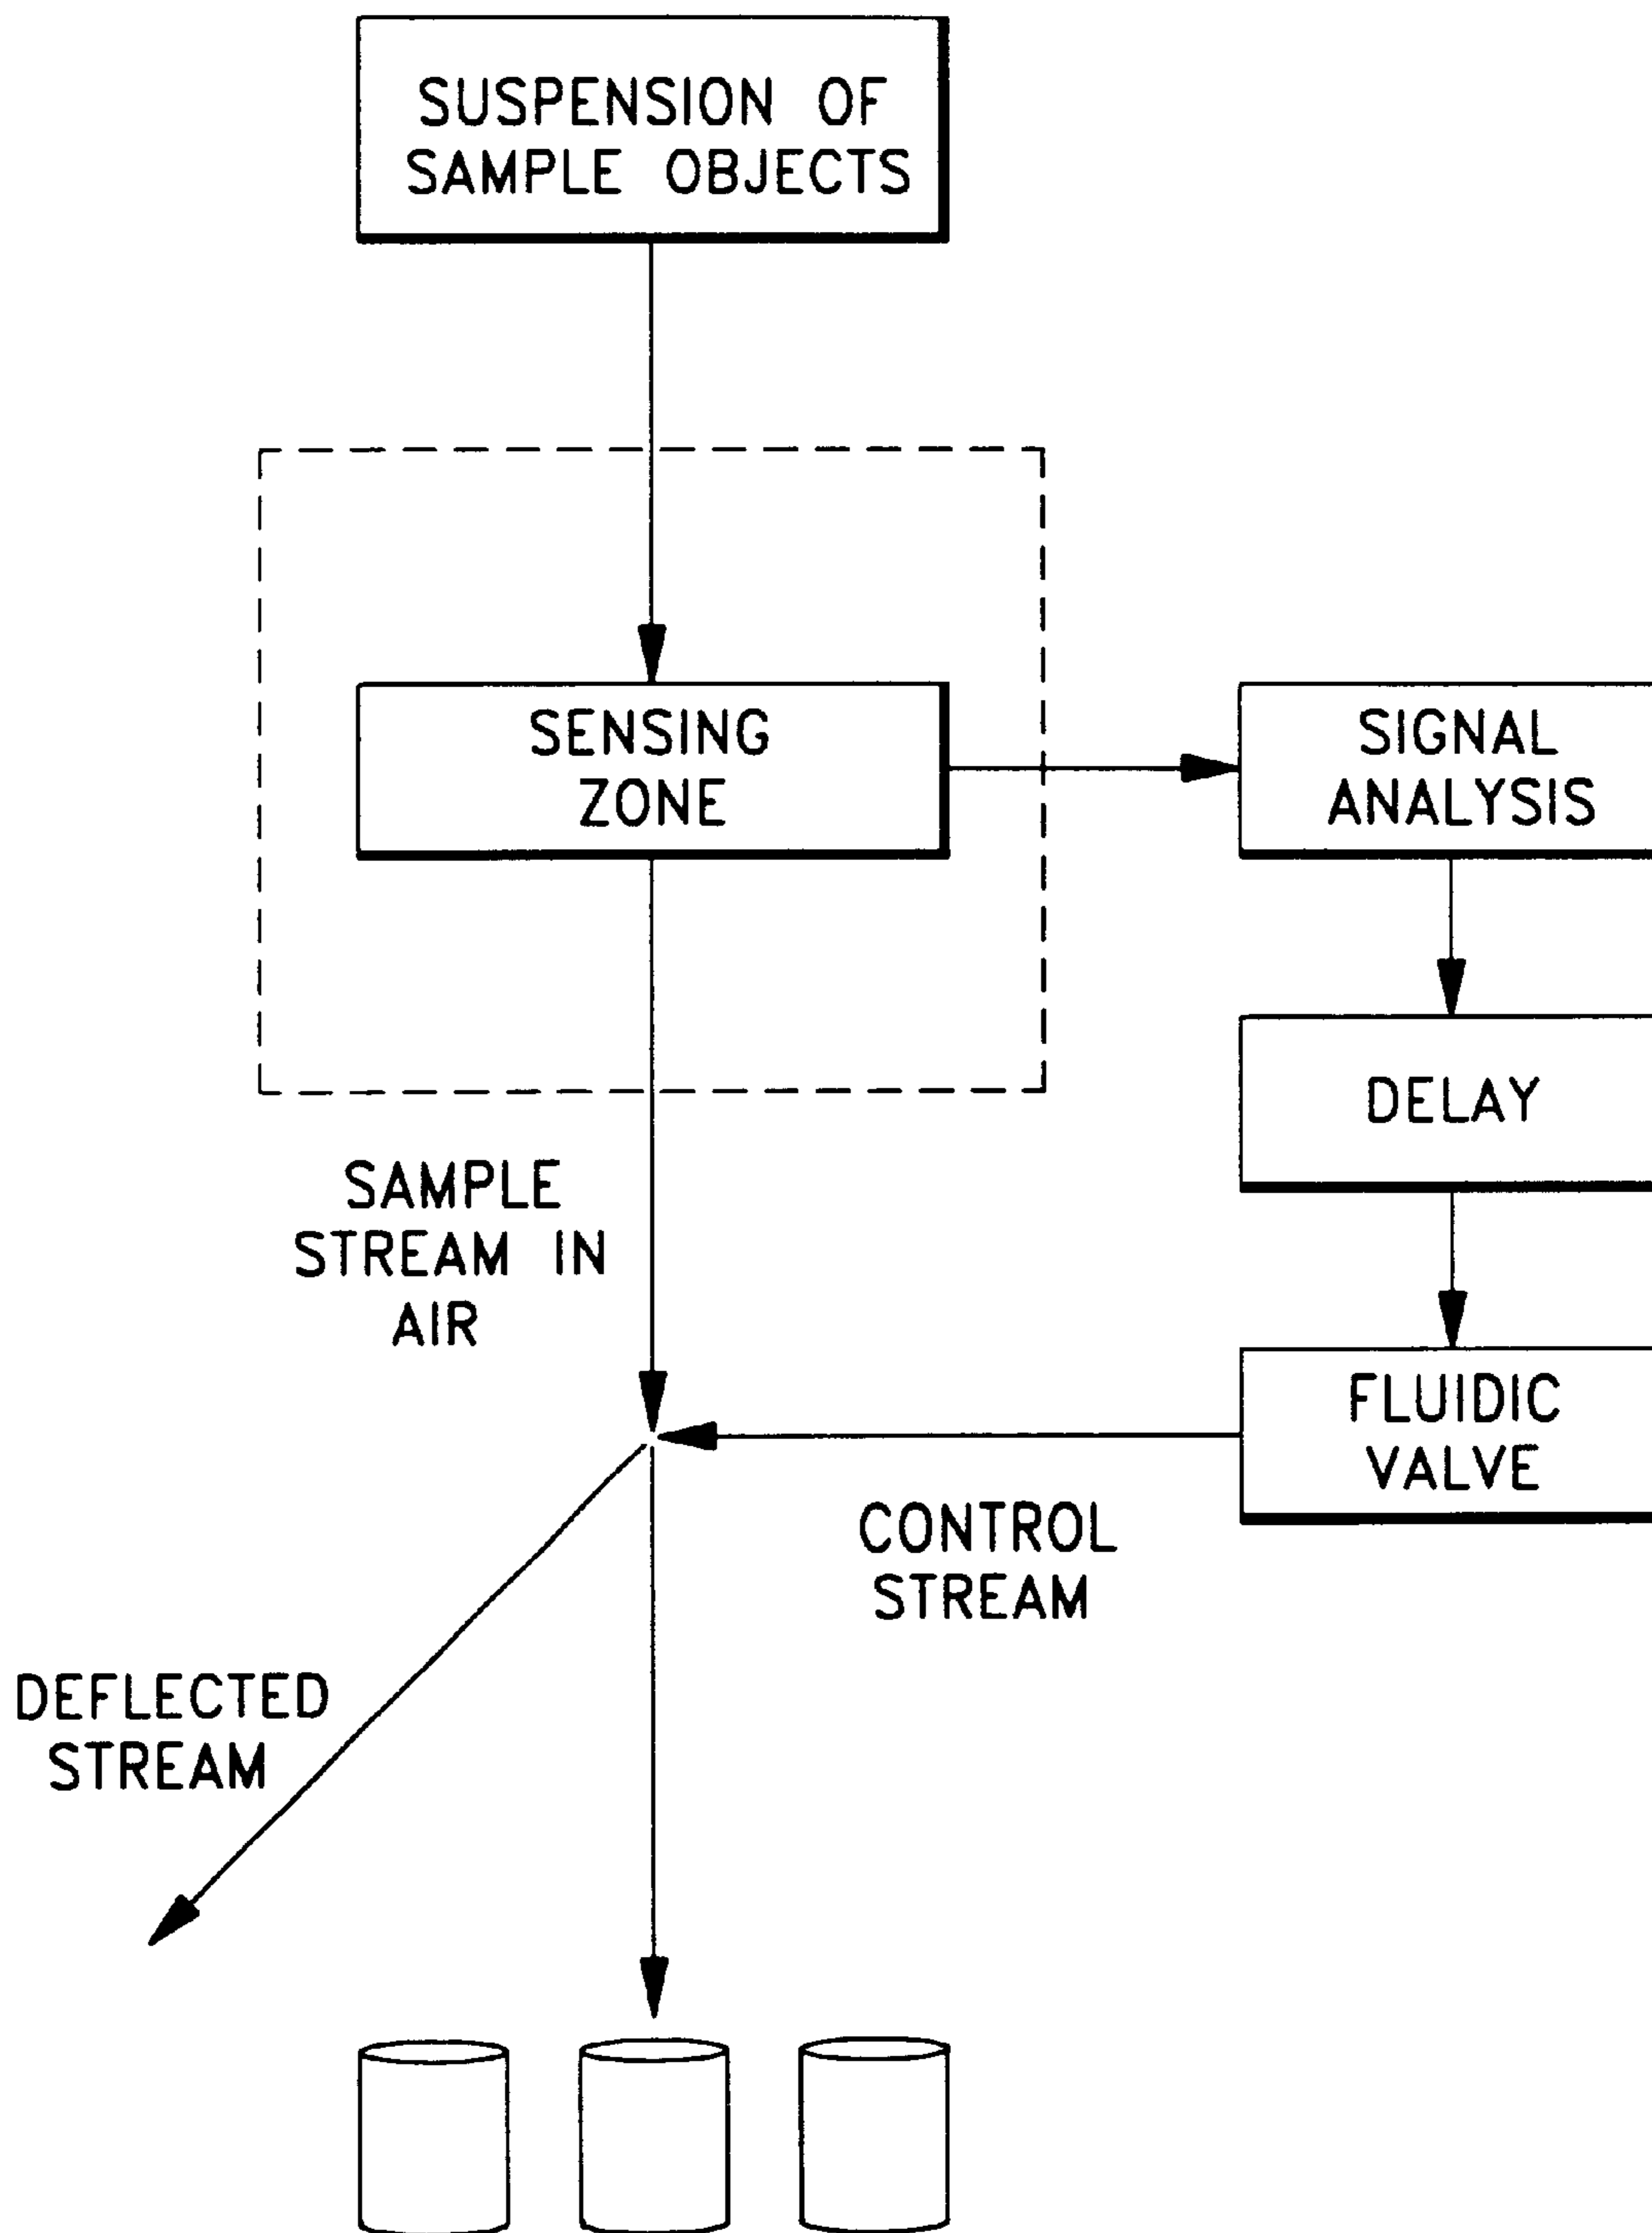 SUSPENSION OF
SAMPLE OBJECTS
SENSING
ZONE
SIGNAL
ANALYSIS
DELAY
SAMPLE
STREAM IN
AIR
FLUIDIC
VALVE
CONTROL
STREAM
DEFLECTED
STREAM